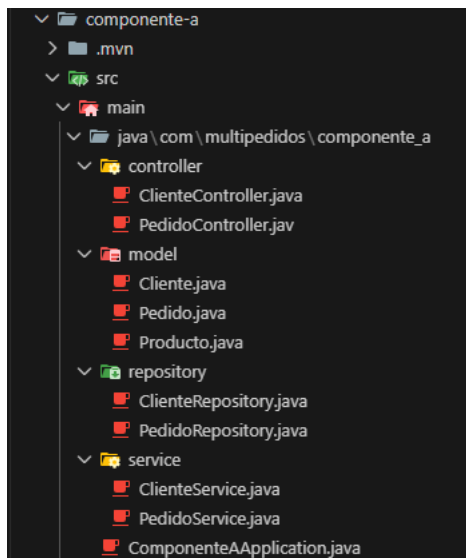 componente-a
.mvn
src
main
java\com\multipedidos\componente_a
controller
ClienteController.java
PedidoController.jav
model
Cliente.java
Pedido.java
Producto.java
repository
ClienteRepository.java
PedidoRepository.java
service
ClienteService.java
PedidoService.java
ComponenteAApplication.java